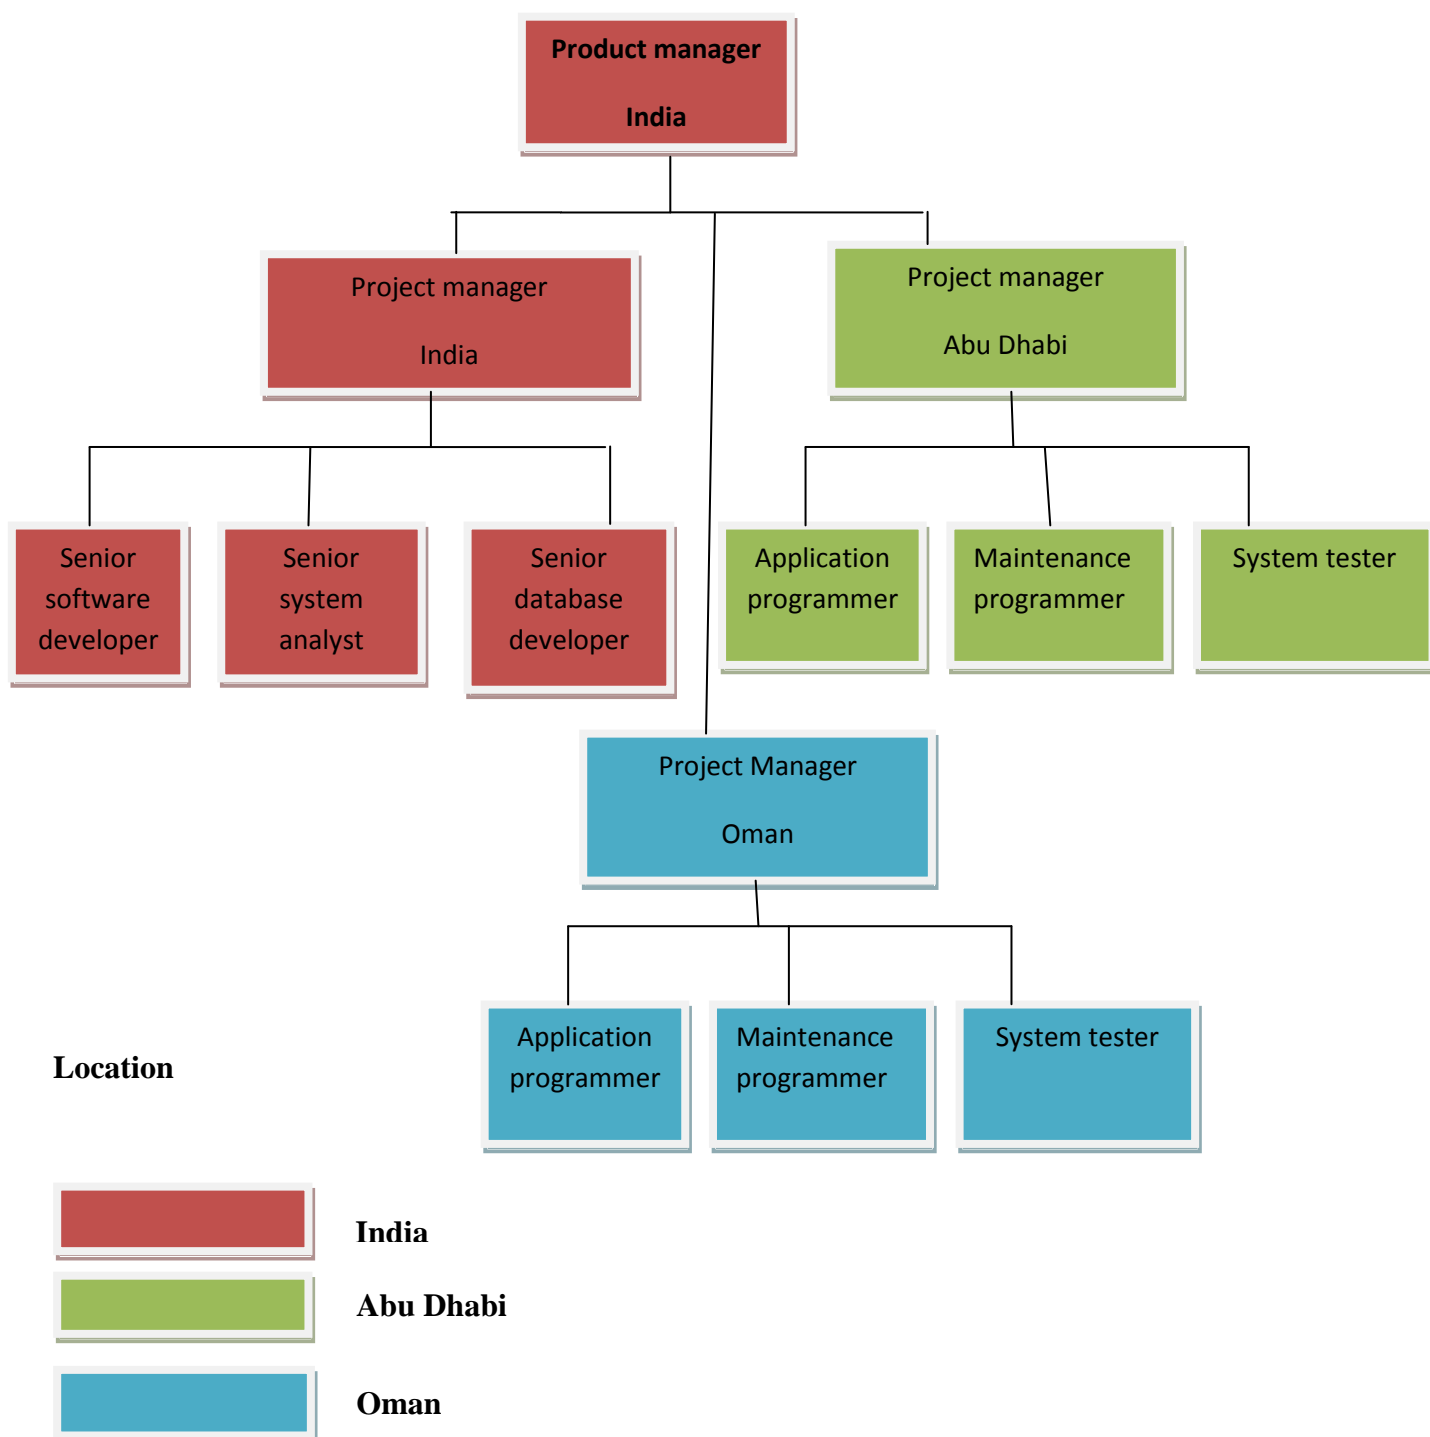 Product manager
India
Project manager
India
Project manager
Abu Dhabi
Senior
software
developer
Senior
system
analyst
Senior
database
developer
Application
programmer
Maintenance
programmer
System tester
Project Manager
Oman
Application
programmer
Maintenance
programmer
System tester
Location
India
Abu Dhabi
Oman